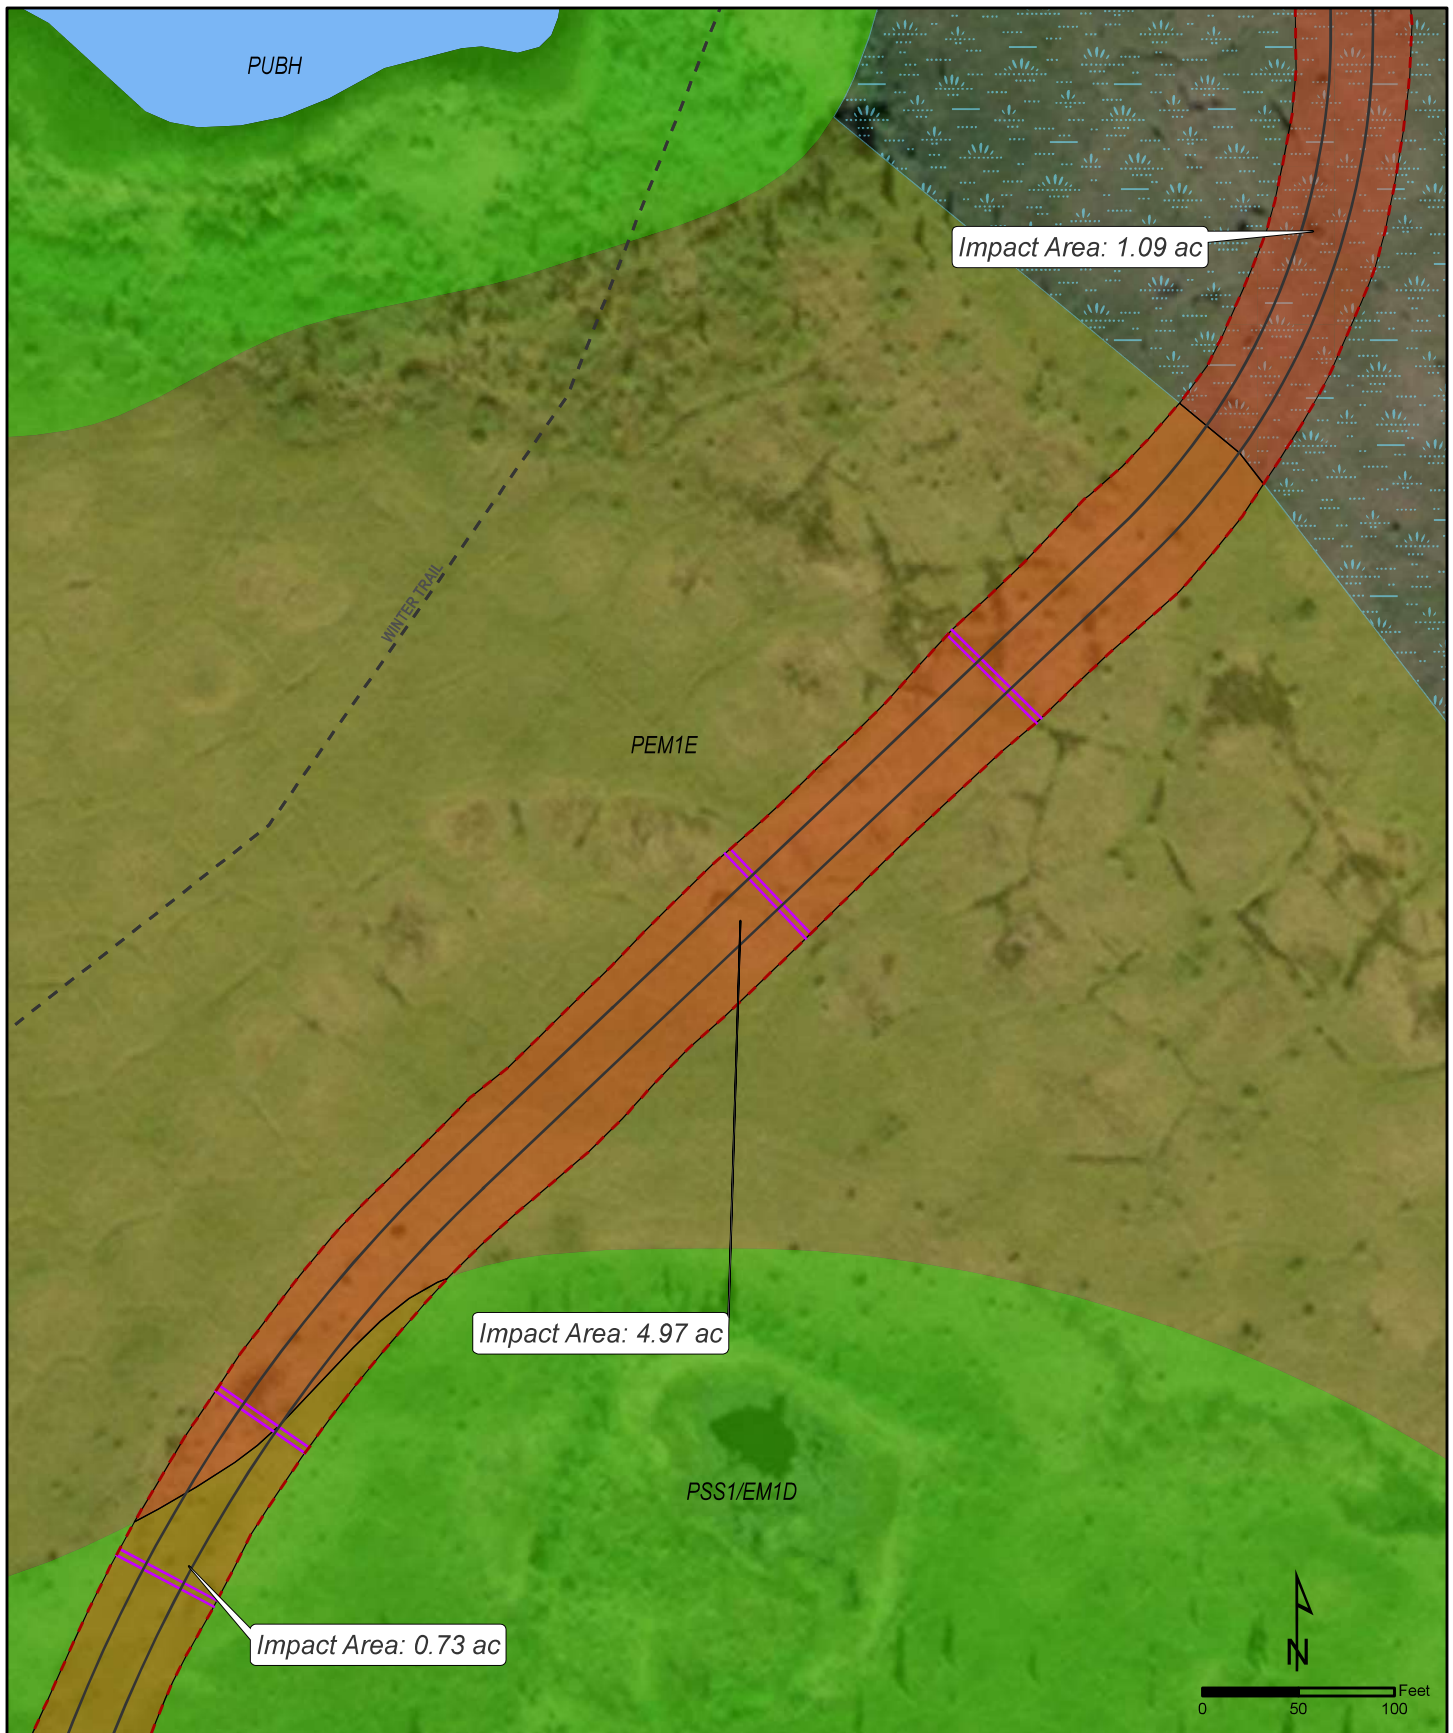 PUBH
Impact Area: 1.09 ac
WINTER TRAIL
PEM1E
Impact Area: 4.97 ac
PSS1/EM1D
Impact Area: 0.73 ac
N
Feet
0 50 100